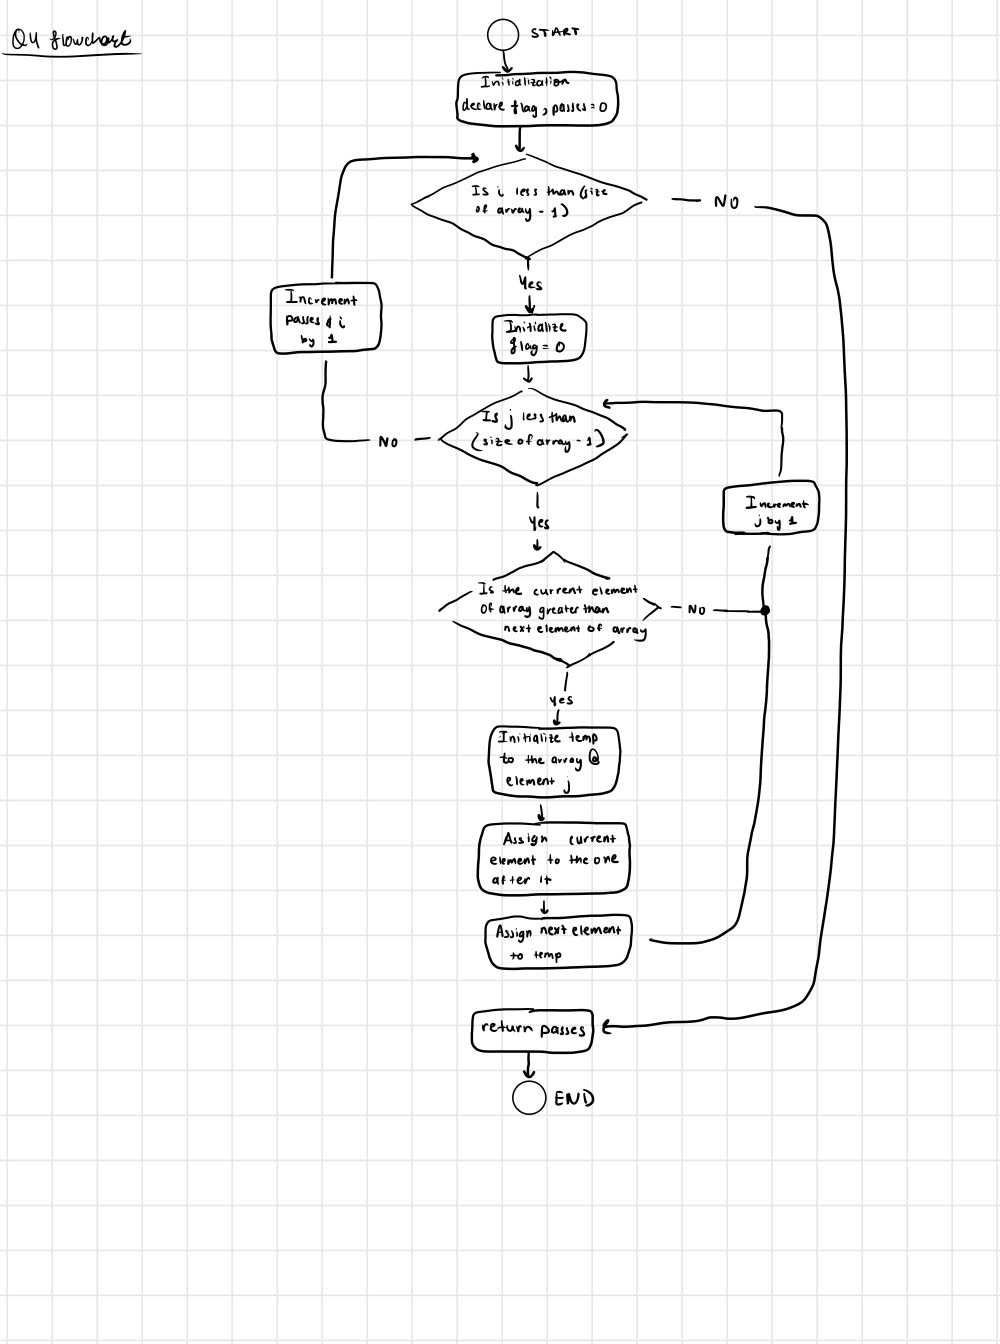 Q4 flowchart
START
Initialization
declare flag, passes = 0
Is i less than (size
of array - 1)
NO
Yes
Increment
passes & i
by 1
Initialize
flag = 0
Is j less than
(size of array - 1)
NO
Increment
j by 1
Yes
Is the current element
of array greater than
next element of array
NO
yes
Initialize temp
to the array @
element j
Assign current
element to the one
after it
Assign next element
to temp
return passes
END